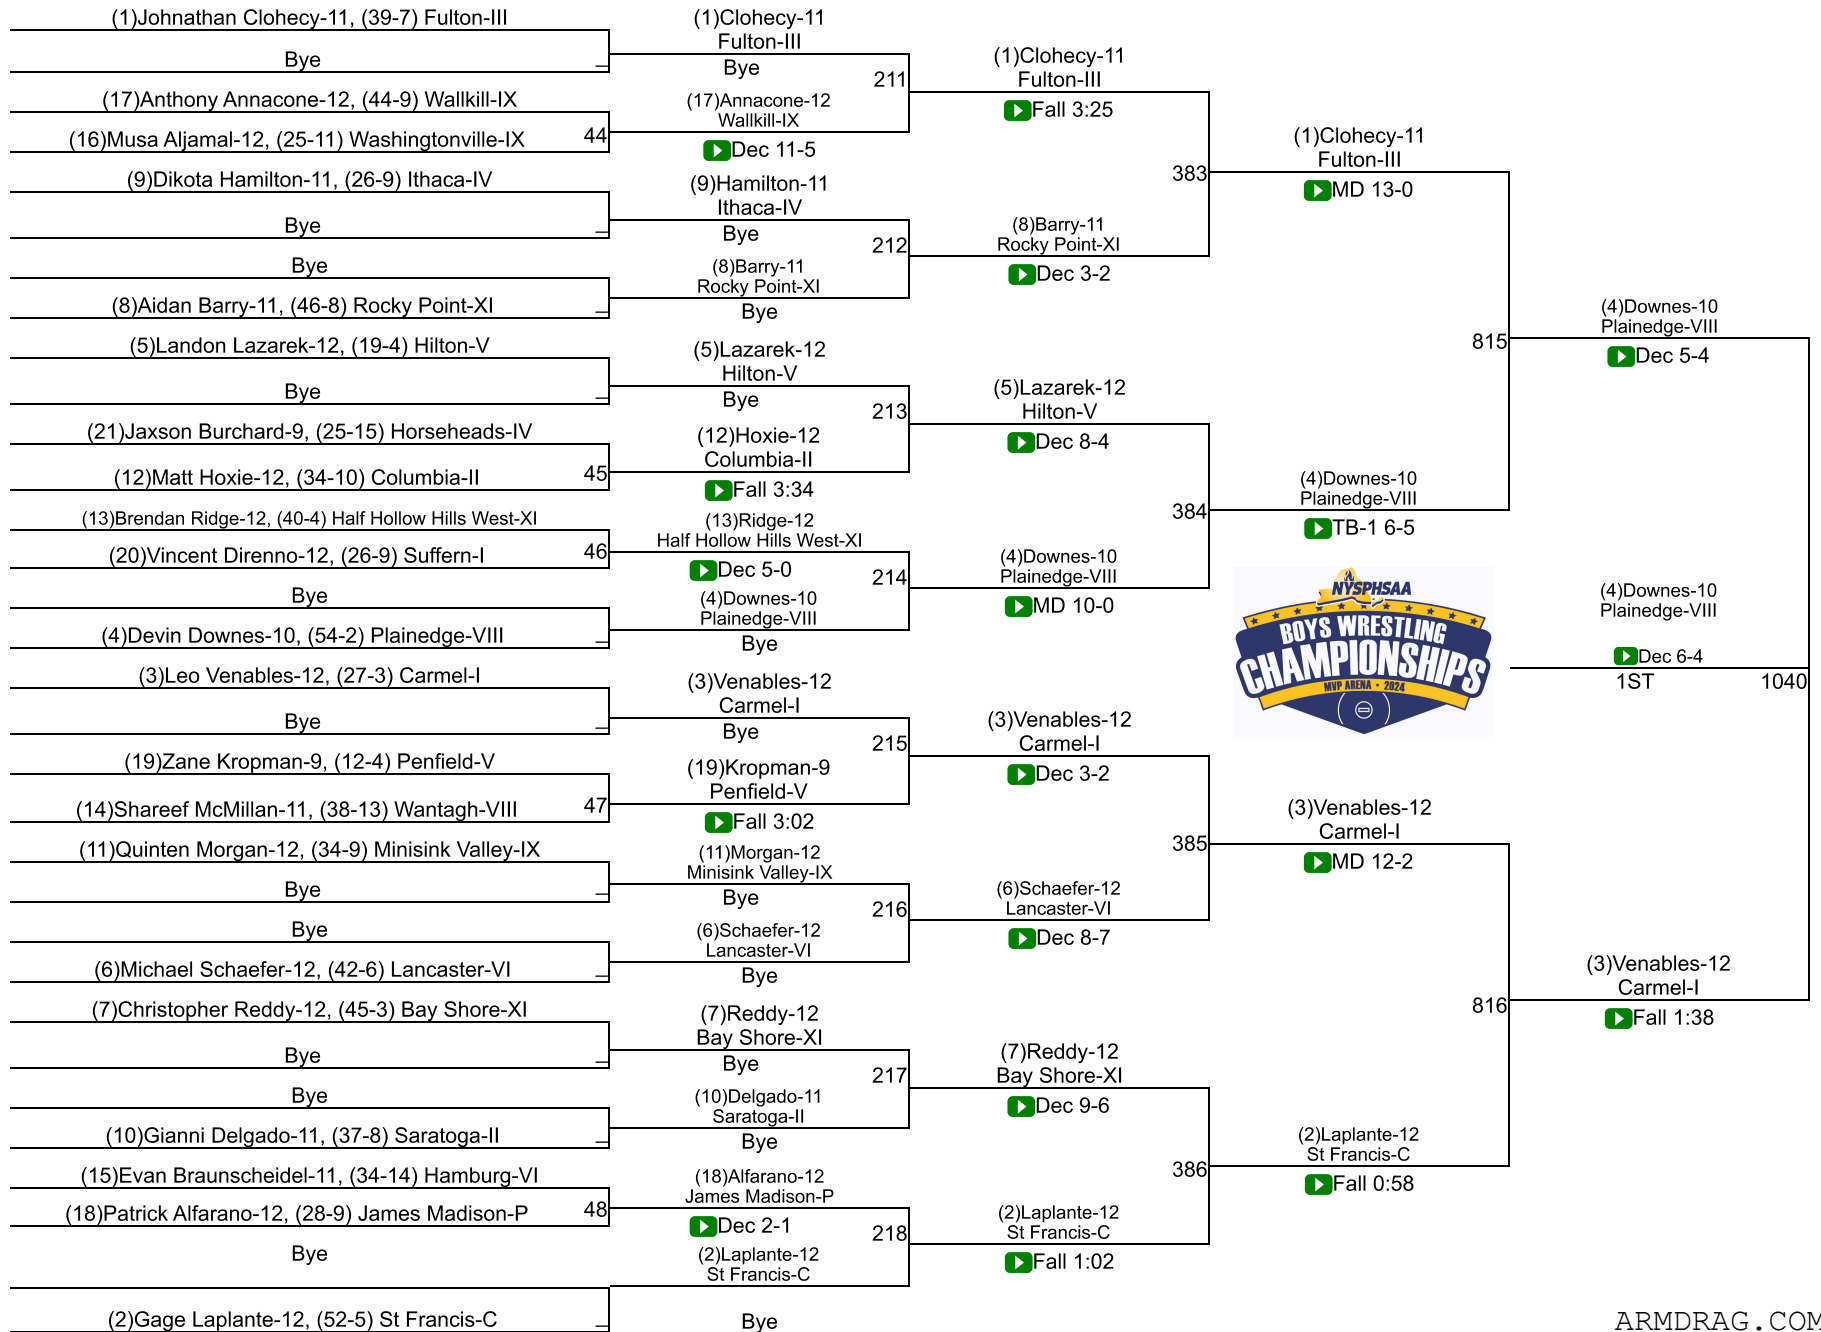 (1)Johnathan Clohecy-11, (39-7) Fulton-III
Bye
(17)Anthony Annacone-12, (44-9) Wallkill-IX
(16)Musa Aljamal-12, (25-11) Washingtonville-IX
44
(9)Dikota Hamilton-11, (26-9) Ithaca-IV
Bye
Bye
(8)Aidan Barry-11, (46-8) Rocky Point-XI
(5)Landon Lazarek-12, (19-4) Hilton-V
Bye
(21)Jaxson Burchard-9, (25-15) Horseheads-IV
(12)Matt Hoxie-12, (34-10) Columbia-II
45
(13)Brendan Ridge-12, (40-4) Half Hollow Hills West-XI
(20)Vincent Direnno-12, (26-9) Suffern-I
46
Bye
(4)Devin Downes-10, (54-2) Plainedge-VIII
(3)Leo Venables-12, (27-3) Carmel-I
Bye
(19)Zane Kropman-9, (12-4) Penfield-V
(14)Shareef McMillan-11, (38-13) Wantagh-VIII
47
(11)Quinten Morgan-12, (34-9) Minisink Valley-IX
Bye
Bye
(6)Michael Schaefer-12, (42-6) Lancaster-VI
(7)Christopher Reddy-12, (45-3) Bay Shore-XI
Bye
Bye
(10)Gianni Delgado-11, (37-8) Saratoga-II
(15)Evan Braunscheidel-11, (34-14) Hamburg-VI
(18)Patrick Alfarano-12, (28-9) James Madison-P
48
Bye
(2)Gage Laplante-12, (52-5) St Francis-C
(1)Clohecy-11
Fulton-III
Bye
211
(17)Annacone-12
Wallkill-IX
Dec 11-5
(9)Hamilton-11
Ithaca-IV
Bye
212
(8)Barry-11
Rocky Point-XI
Bye
(5)Lazarek-12
Hilton-V
Bye
213
(12)Hoxie-12
Columbia-II
Fall 3:34
(13)Ridge-12
Half Hollow Hills West-XI
Dec 5-0
214
(4)Downes-10
Plainedge-VIII
Bye
(3)Venables-12
Carmel-I
Bye
215
(19)Kropman-9
Penfield-V
Fall 3:02
(11)Morgan-12
Minisink Valley-IX
Bye
216
(6)Schaefer-12
Lancaster-VI
Bye
(7)Reddy-12
Bay Shore-XI
Bye
217
(10)Delgado-11
Saratoga-II
Bye
(18)Alfarano-12
James Madison-P
Dec 2-1
218
(2)Laplante-12
St Francis-C
Bye
(1)Clohecy-11
Fulton-III
Fall 3:25
383
(8)Barry-11
Rocky Point-XI
Dec 3-2
(5)Lazarek-12
Hilton-V
Dec 8-4
384
(4)Downes-10
Plainedge-VIII
MD 10-0
(3)Venables-12
Carmel-I
Dec 3-2
385
(6)Schaefer-12
Lancaster-VI
Dec 8-7
(7)Reddy-12
Bay Shore-XI
Dec 9-6
386
(2)Laplante-12
St Francis-C
Fall 1:02
(1)Clohecy-11
Fulton-III
MD 13-0
815
(4)Downes-10
Plainedge-VIII
TB-1 6-5
NYSPHSAA
BOYS WRESTLING
CHAMPIONSHIPS
MVP ARENA • 2024
(3)Venables-12
Carmel-I
MD 12-2
816
(2)Laplante-12
St Francis-C
Fall 0:58
(4)Downes-10
Plainedge-VIII
Dec 5-4
(4)Downes-10
Plainedge-VIII
Dec 6-4
1ST
1040
(3)Venables-12
Carmel-I
Fall 1:38
ARMDRAG.COM